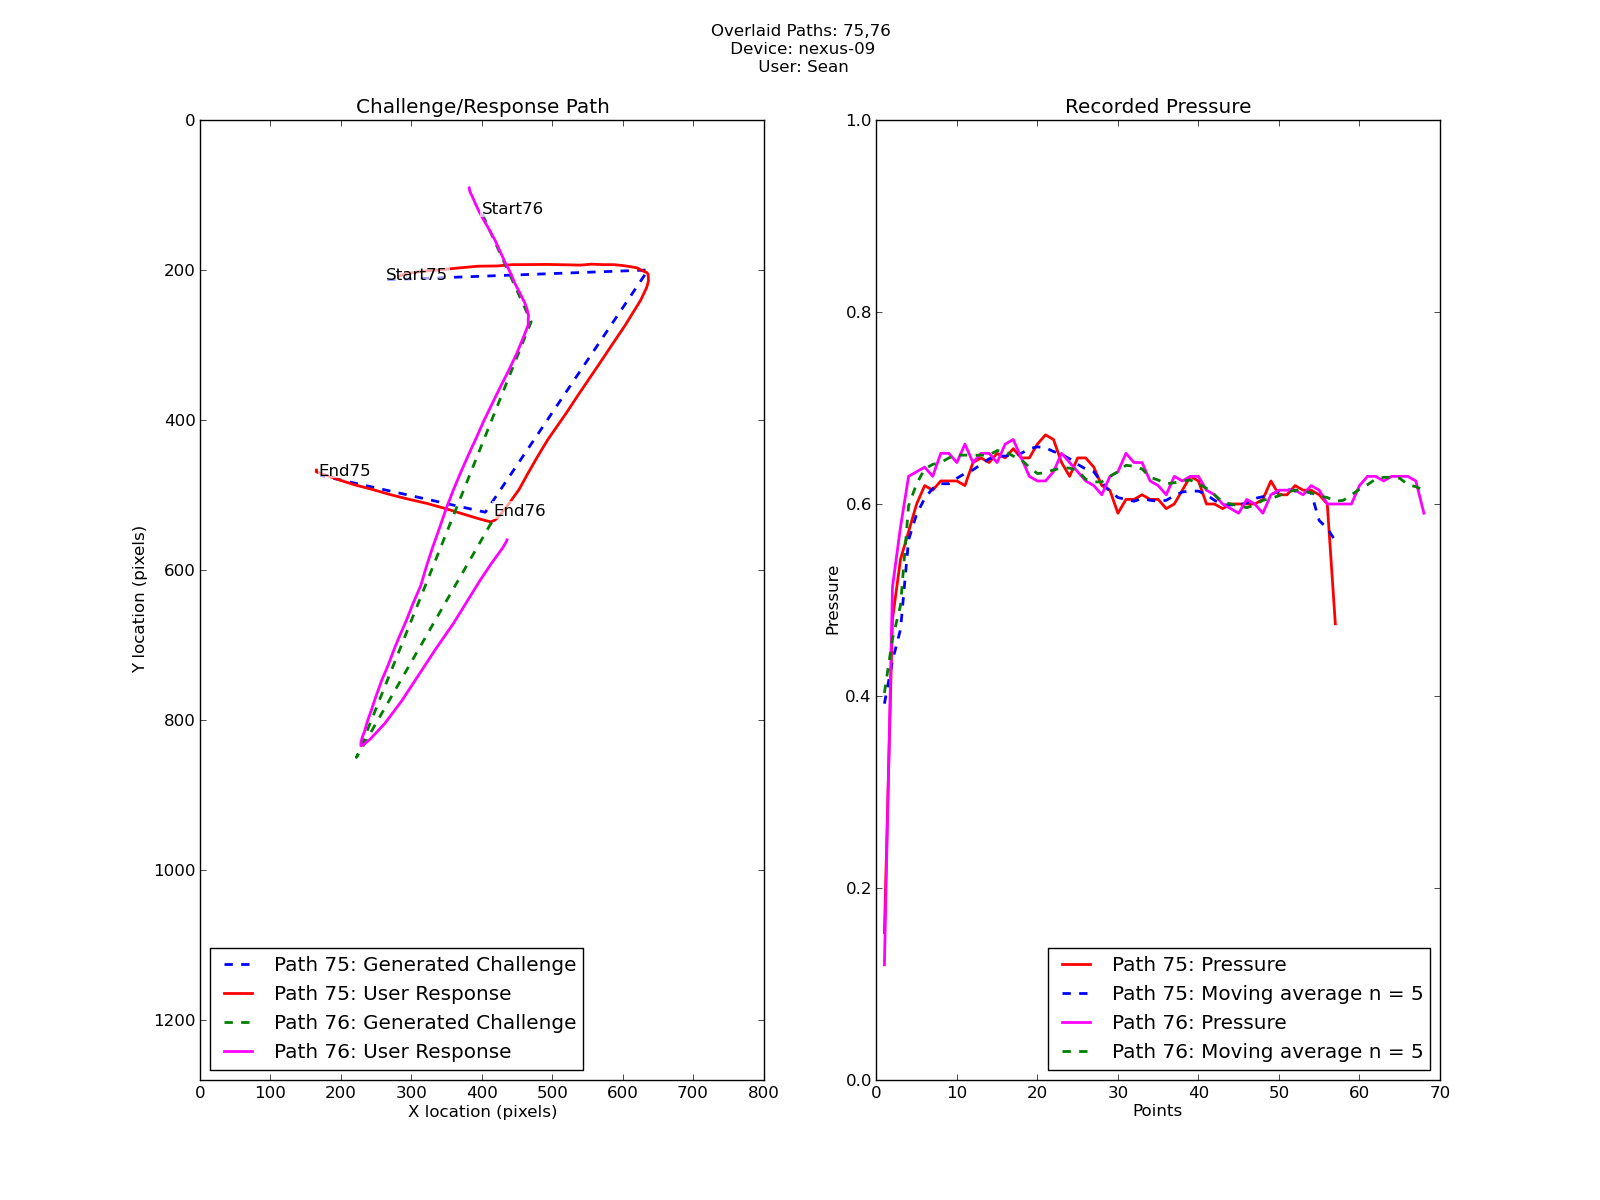 Overlaid Paths: 75,76
Device: nexus-09
User: Sean
Challenge/Response Path
0
200
400
600
800
1000
1200
Y location (pixels)
Start76
Start75
End75
End76
Path 75: Generated Challenge
Path 75: User Response
Path 76: Generated Challenge
Path 76: User Response
0 100 200 300 400 500 600 700 800
X location (pixels)
Recorded Pressure
1.0
0.8
0.6
0.4
0.2
0.0
Pressure
Path 75: Pressure
Path 75: Moving average n = 5
Path 76: Pressure
Path 76: Moving average n = 5
0 10 20 30 40 50 60 70
Points